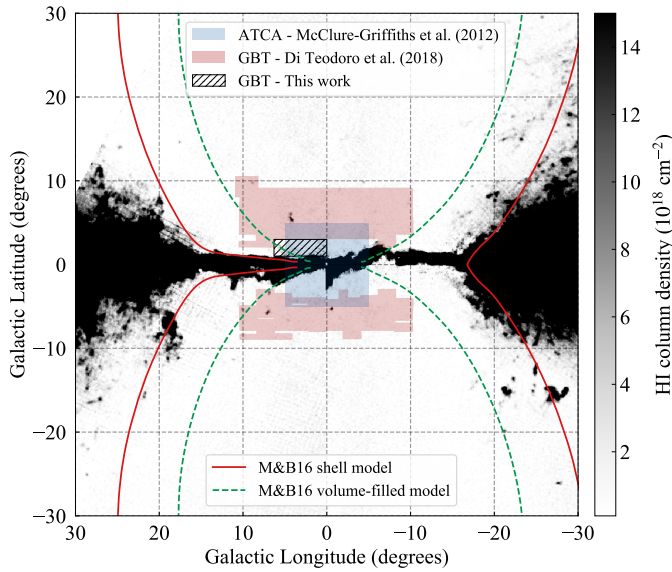 30
20
10
0
−10
−20
−30
Galactic Latitude (degrees)
ATCA - McClure-Griffiths et al. (2012)
GBT - Di Teodoro et al. (2018)
GBT - This work
M&B16 shell model
M&B16 volume-filled model
30
20
10
0
−10
−20
−30
Galactic Longitude (degrees)
14
12
10
8
6
4
2
HI column density (10¹⁸ cm⁻²)